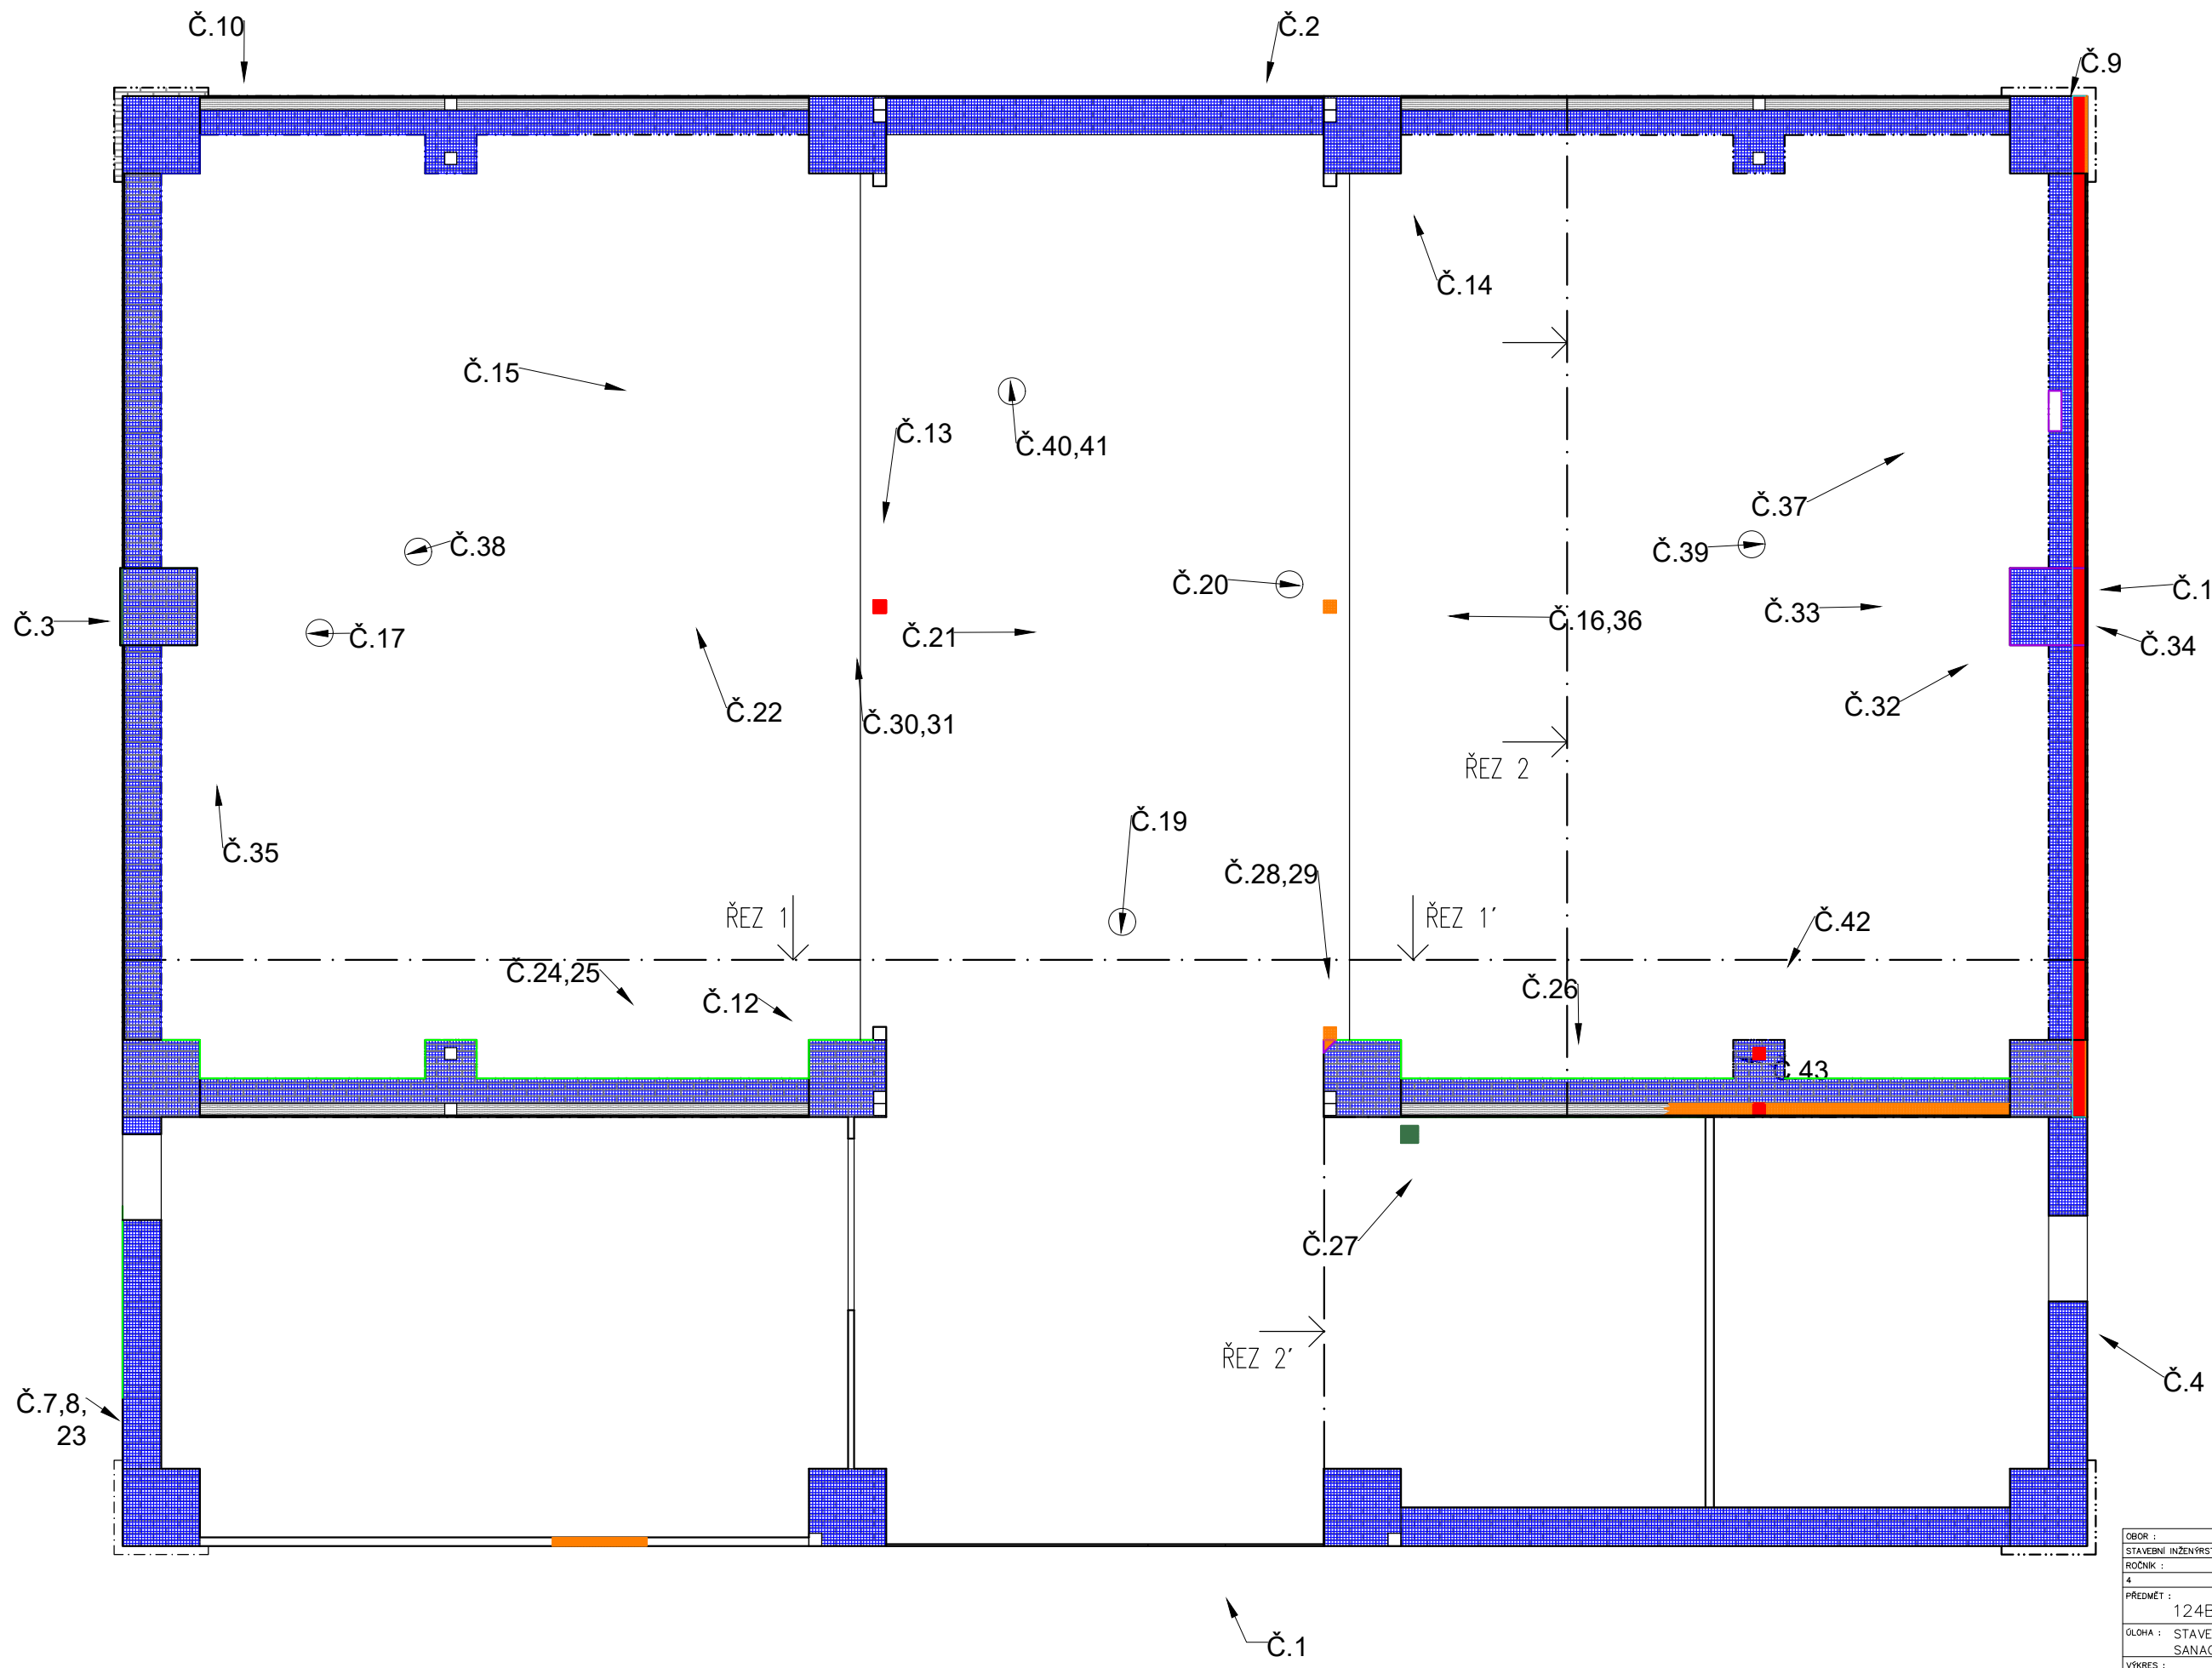 Č.10
Č.2
Č.9
Č.14
Č.15
Č.13
Č.40,41
Č.37
Č.38
Č.39
Č.20
Č.1
Č.3
Č.17
Č.21
Č.16,36
Č.33
Č.34
Č.22
Č.30,31
Č.32
ŘEZ 2
Č.19
Č.35
Č.28,29
ŘEZ 1
ŘEZ 1´
Č.42
Č.24,25
Č.12
Č.26
Č.43
Č.27
ŘEZ 2´
Č.4
Č.7,8,
23
OBOR :
STAVEBNÍ
ROČNÍK :
4
PŘEDMĚT :
ÚLOHA :
VÝKRES :
Č.1